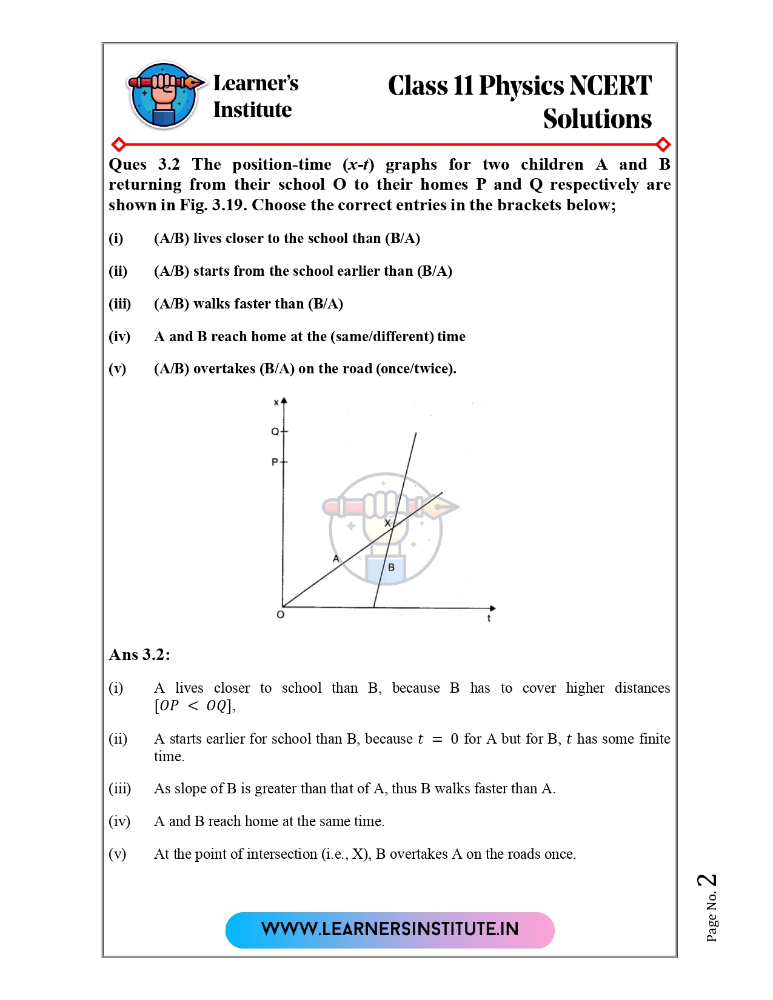 Learner's
Institute
Class 11 Physics NCERT
Solutions
Ques 3.2 The position-time (x-t) graphs for two children A and B
returning from their school O to their homes P and Q respectively are
shown in Fig. 3.19. Choose the correct entries in the brackets below;
(i) (A/B) lives closer to the school than (B/A)
(ii) (A/B) starts from the school earlier than (B/A)
(iii) (A/B) walks faster than (B/A)
(iv) A and B reach home at the (same/different) time
(v) (A/B) overtakes (B/A) on the road (once/twice).
x
Q
P
X
A
B
O
t
Ans 3.2:
(i) A lives closer to school than B, because B has to cover higher distances
[OP < OQ],
(ii) A starts earlier for school than B, because t = 0 for A but for B, t has some finite
time.
(iii) As slope of B is greater than that of A, thus B walks faster than A.
(iv) A and B reach home at the same time.
(v) At the point of intersection (i.e., X), B overtakes A on the roads once.
Page No. 2
WWW.LEARNERSINSTITUTE.IN